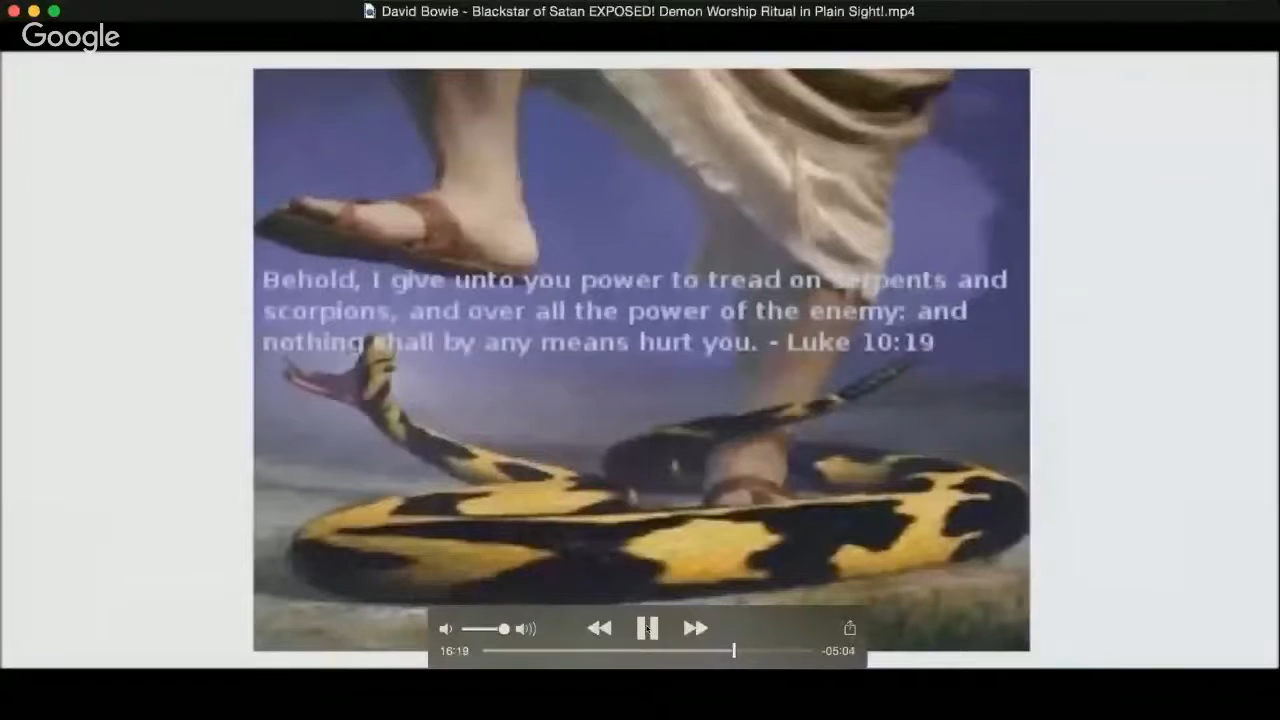 David Bowie - Blackstar of Satan EXPOSED! Demon Worship Ritual in Plain Sight!.mp4
Google
Behold, I give unto you power to tread on serpents and
scorpions, and over all the power of the enemy: and
nothing shall by any means hurt you. - Luke 10:19
16:19
-05:04